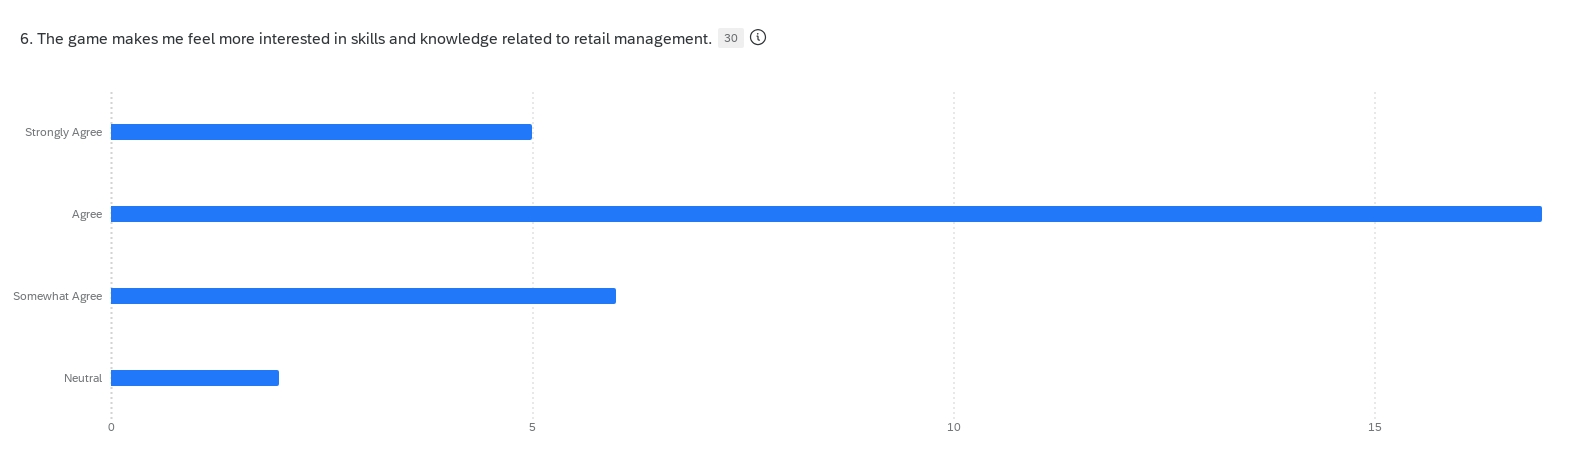 6. The game makes me feel more interested in skills and knowledge related to retail management. 30
Strongly Agree
Agree
Somewhat Agree
Neutral
0 5 10 15